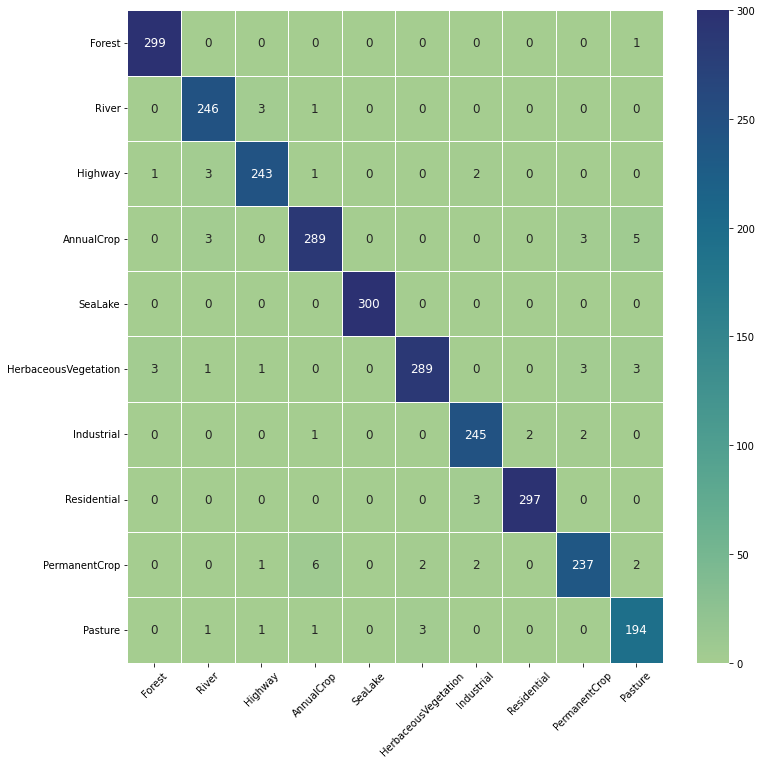 Forest 299 0 0 0 0 0 0 0 0 1
River 0 246 3 1 0 0 0 0 0 0
Highway 1 3 243 1 0 0 2 0 0 0
AnnualCrop 0 3 0 289 0 0 0 0 3 5
SeaLake 0 0 0 0 300 0 0 0 0 0
HerbaceousVegetation 3 1 1 0 0 289 0 0 3 3
Industrial 0 0 0 1 0 0 245 2 2 0
Residential 0 0 0 0 0 0 3 297 0 0
PermanentCrop 0 0 1 6 0 2 2 0 237 2
Pasture 0 1 1 1 0 3 0 0 0 194
Forest River Highway AnnualCrop SeaLake HerbaceousVegetation Industrial Residential PermanentCrop Pasture
300
250
200
150
100
50
0